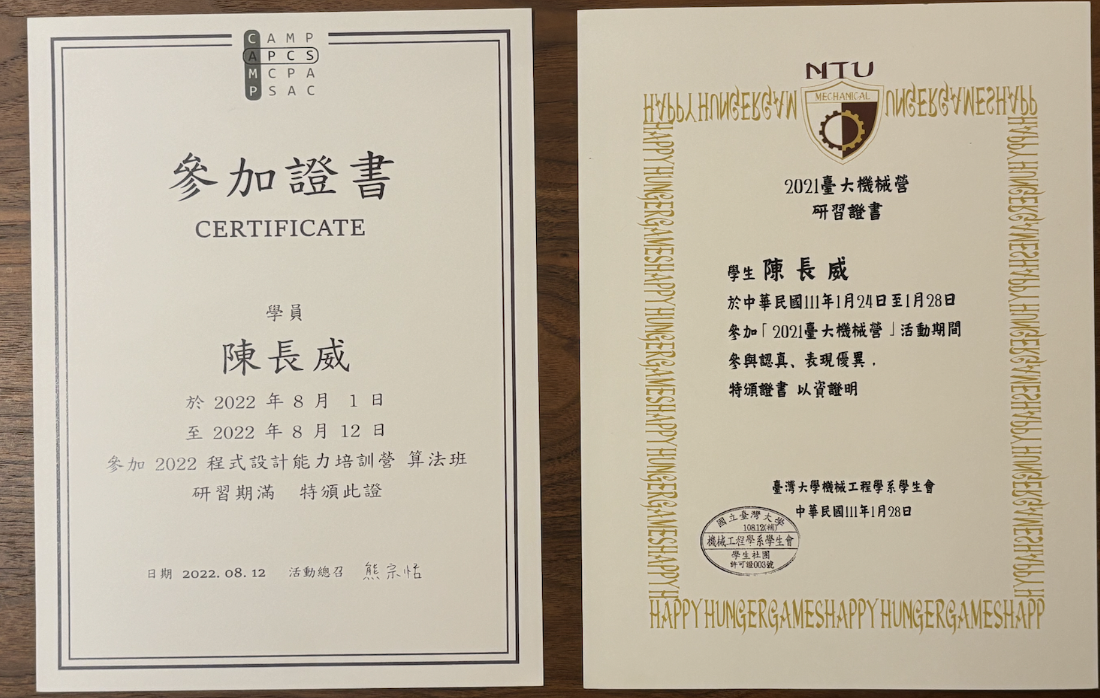 CAMP
APCS
MCPA
PSAC
參加證書
CERTIFICATE
學員
陳長威
於 2022 年 8 月 1 日
至 2022 年 8 月 12 日
參加 2022 程式設計能力培訓營 算法班
研習期滿 特頒此證
日期 2022. 08. 12 活動總召 熊宗恬
NTU
MECHANICAL
HAPPY HUNGERGAM
UNGERGAMESHAPP
2021臺大機械營
研習證書
學生 陳長威
於中華民國111年1月24日至1月28日
參加「2021臺大機械營」活動期間
參與認真、表現優異.
特頒證書 以資證明
臺灣大學機械工程學系學生會
中華民國111年1月28日
國立臺灣大學
108.12(補)
機械工程學系學生會
學生社團
許可證003號
HAPPY HUNGERGAMESHAPPY HUNGERGAMESHAPPY HUNGERGAMESHAPPY H
HAPPY HUNGERGAMESHAPPY HUNGERGAMESHAPP